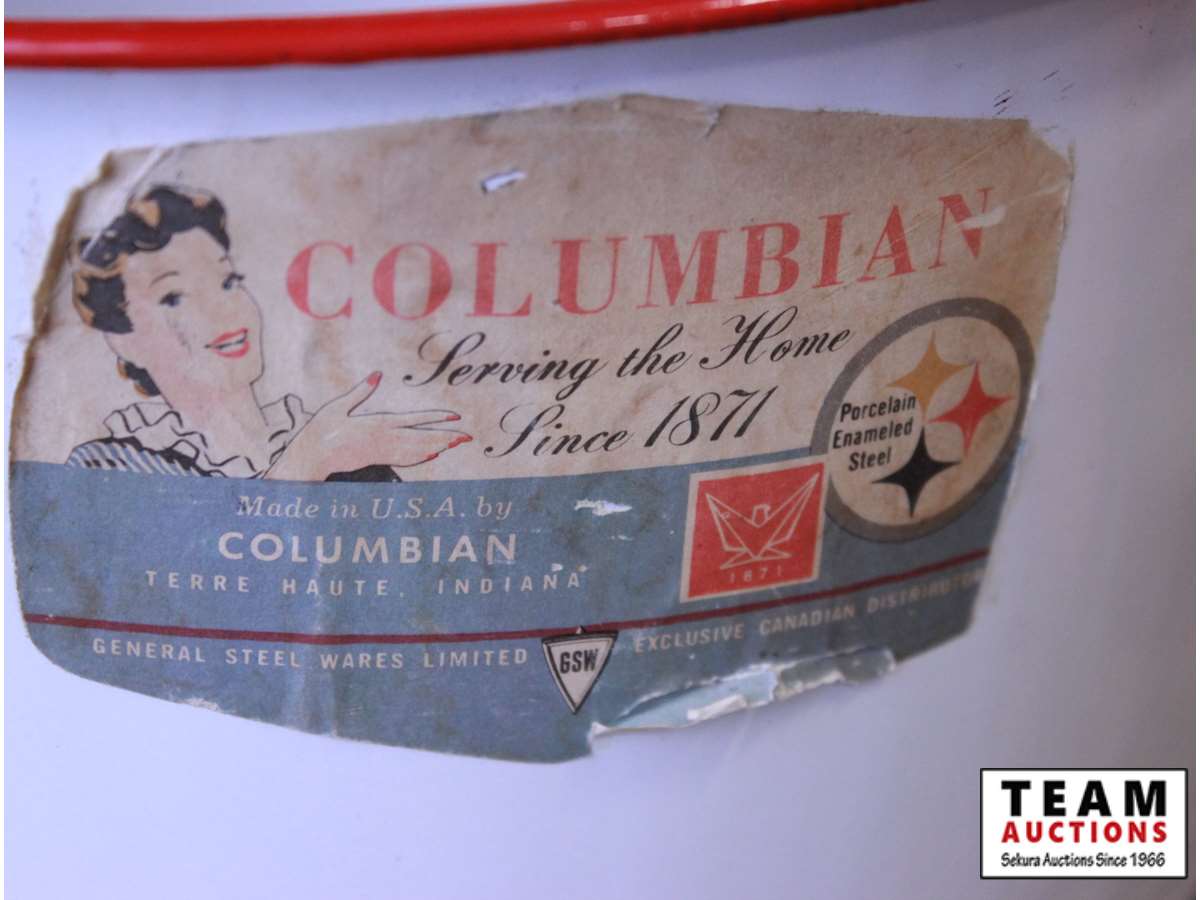 COLUMBIAN
Serving the Home
Since 1871
Porcelain
Enameled
Steel
Made in U.S.A. by
COLUMBIAN
TERRE HAUTE, INDIANA
1871
GENERAL STEEL WARES LIMITED
GSW
EXCLUSIVE CANADIAN
TEAM
AUCTIONS
Sekura Auctions Since 1966